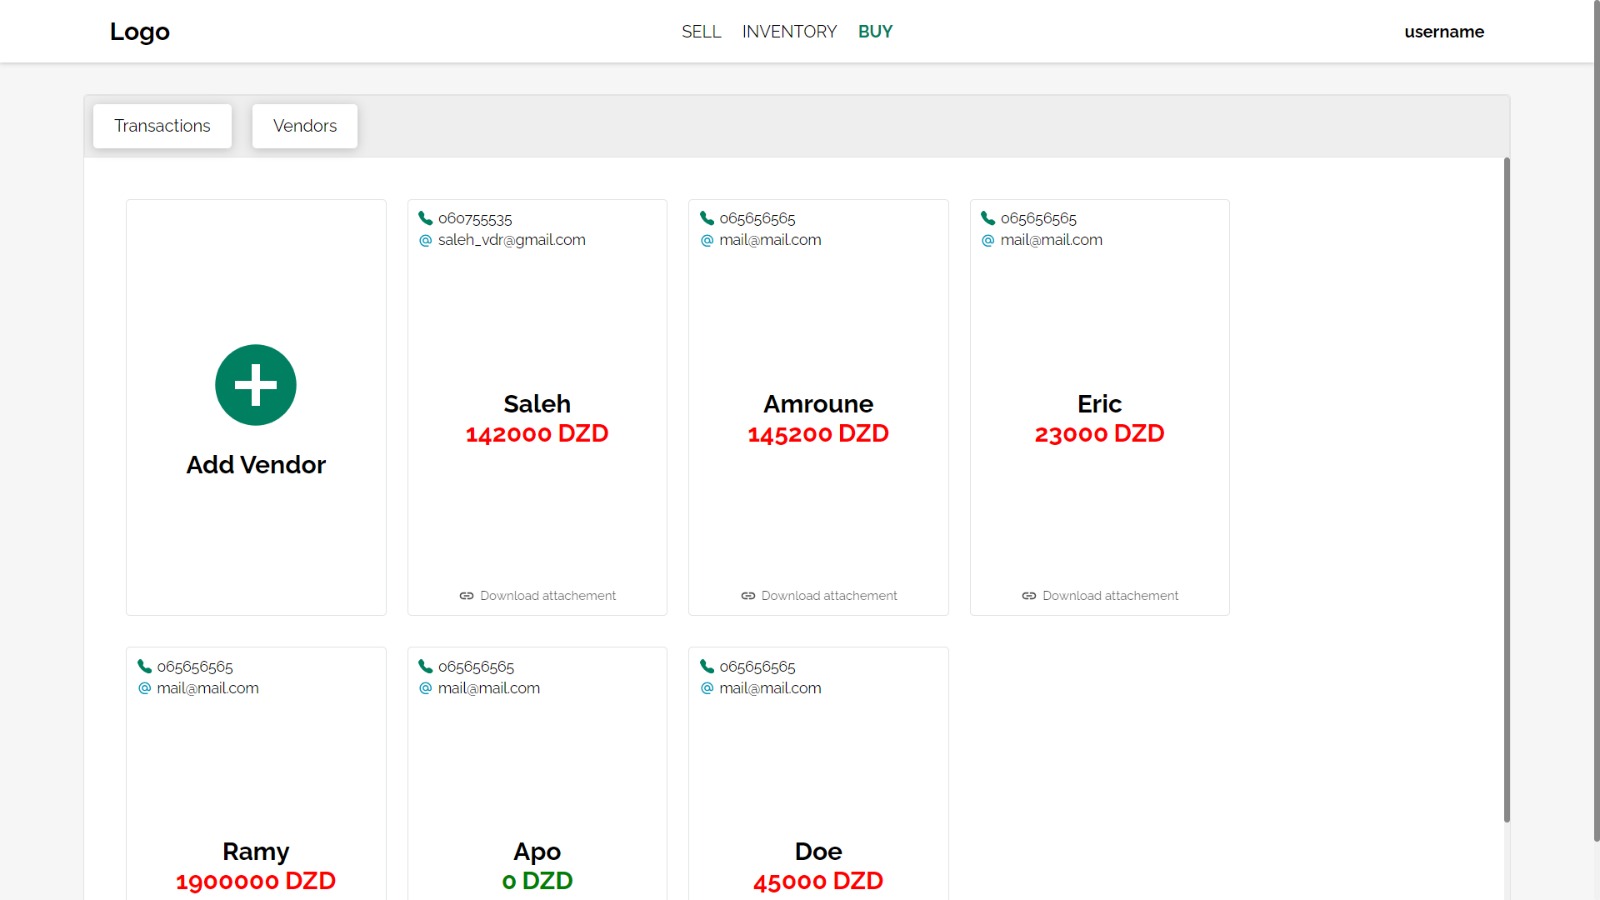 Logo
SELL INVENTORY BUY
username
Transactions
Vendors
Add Vendor
060755535
saleh_vdr@gmail.com
Saleh
142000 DZD
Download attachement
065656565
mail@mail.com
Amroune
145200 DZD
Download attachement
065656565
mail@mail.com
Eric
23000 DZD
Download attachement
065656565
mail@mail.com
Ramy
1900000 DZD
065656565
mail@mail.com
Apo
0 DZD
065656565
mail@mail.com
Doe
45000 DZD